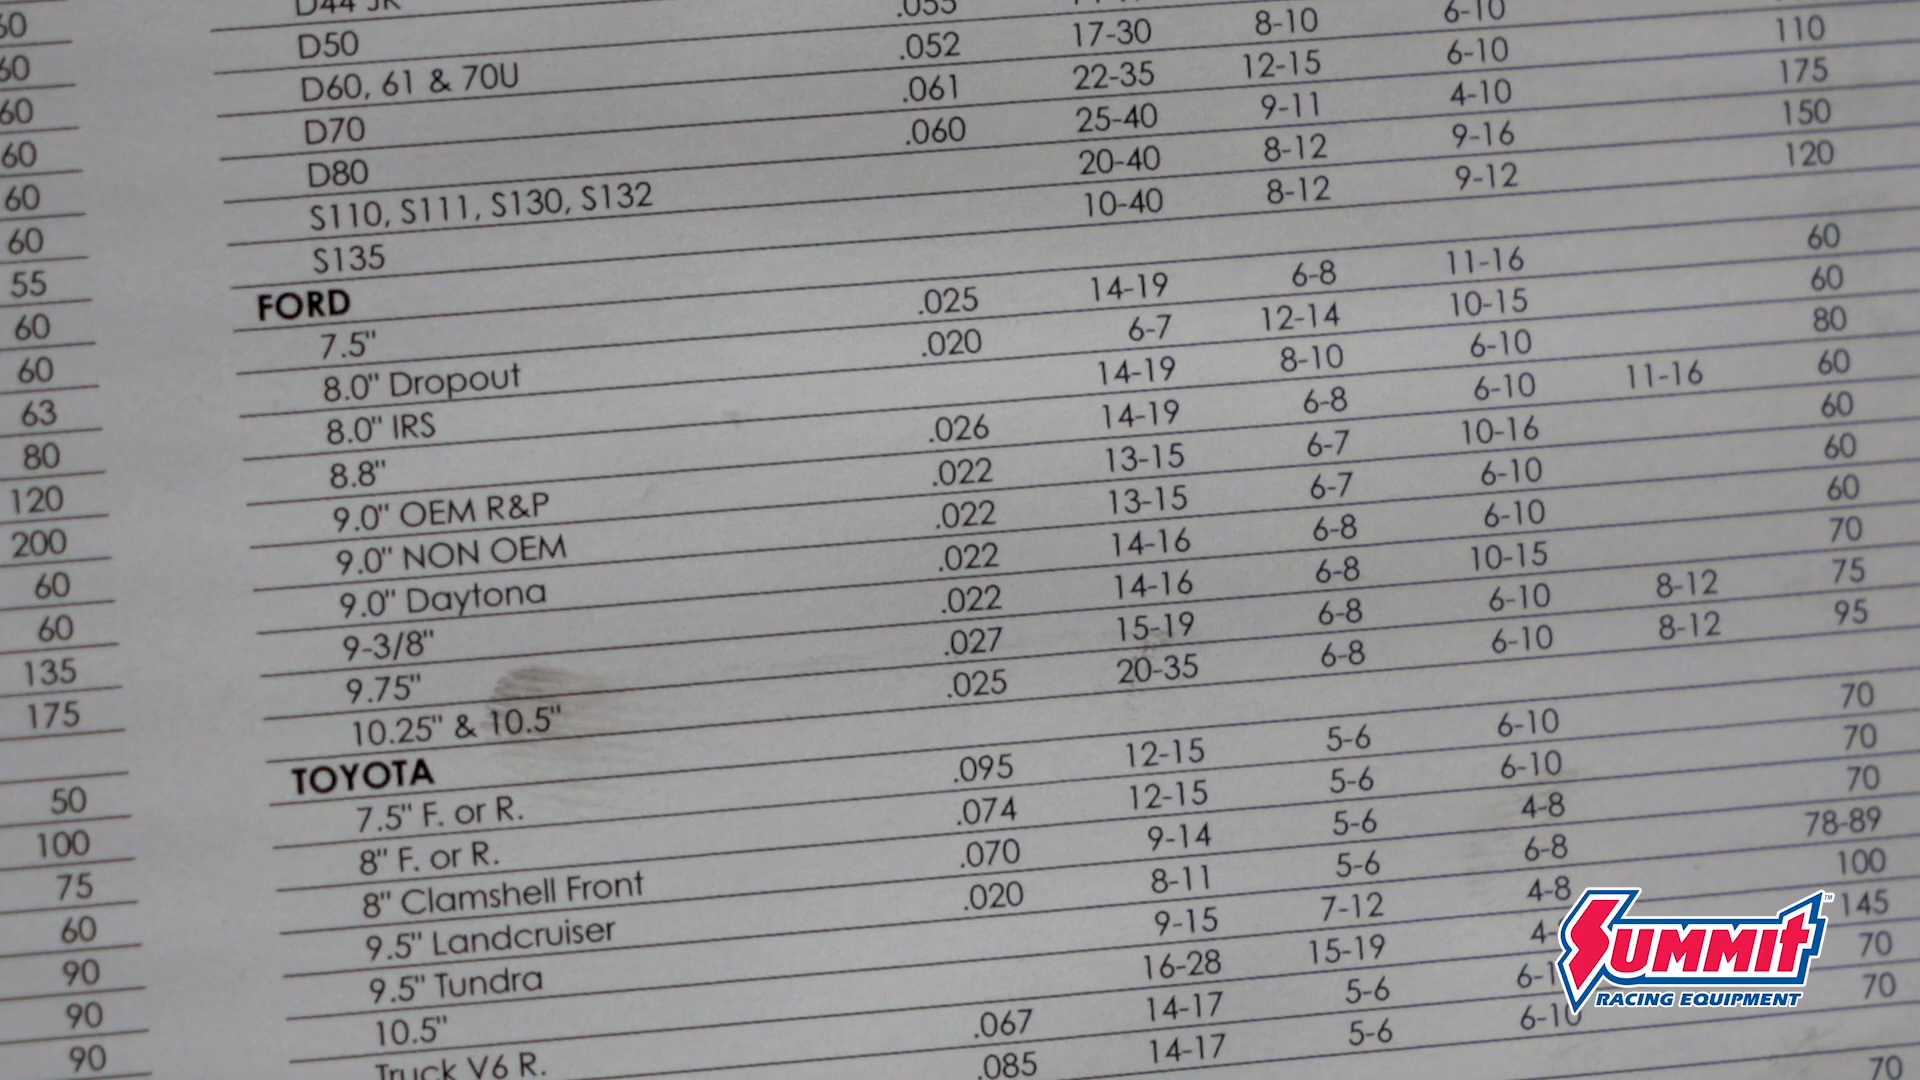 60
60
60
60
60
60
55
60
60
63
80
120
200
60
60
135
175
50
100
75
60
90
90
90
D44 JK
D50 .055
D60, 61 & 70U .052 17-30 8-10 6-10
D70 .061 22-35 12-15 6-10 110
D80 .060 25-40 9-11 4-10 175
S110, S111, S130, S132 20-40 8-12 9-16 150
S135 10-40 8-12 9-12 120
FORD
7.5" .025 14-19 6-8 11-16 60
8.0" Dropout .020 6-7 12-14 10-15 60
8.0" IRS 14-19 8-10 6-10 80
8.8" .026 14-19 6-8 6-10 11-16 60
9.0" OEM R&P .022 13-15 6-7 10-16 60
9.0" NON OEM .022 13-15 6-7 6-10 60
9.0" Daytona .022 14-16 6-8 6-10 60
9-3/8" .022 14-16 6-8 10-15 70
9.75" .027 15-19 6-8 6-10 8-12 75
10.25" & 10.5" .025 20-35 6-8 6-10 8-12 95
TOYOTA
7.5" F. or R. .095 12-15 5-6 6-10 70
8" F. or R. .074 12-15 5-6 6-10 70
8" Clamshell Front .070 9-14 5-6 4-8 70
9.5" Landcruiser .020 8-11 5-6 6-8 78-89
9.5" Tundra 9-15 7-12 4-8 100
10.5" 16-28 15-19 145
Truck V6 R. .067 14-17 5-6 70
.085 14-17 5-6 6-10 70
70
SUMMIT
RACING EQUIPMENT